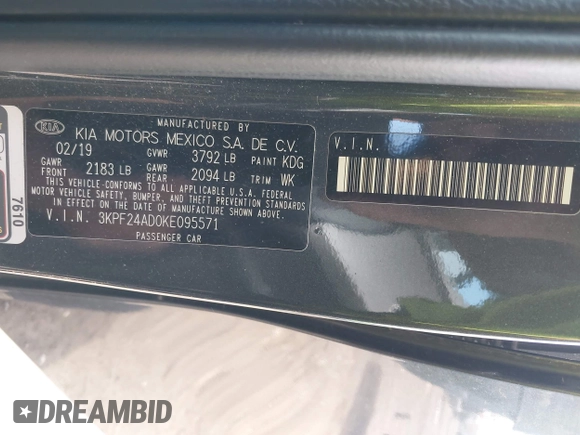 MANUFACTURED BY
KIA KIA MOTORS MEXICO S.A. DE C.V.
02/19 GVWR 3792 LB PAINT KDG
GAWR FRONT 2183 LB GAWR REAR 2094 LB TRIM WK
THIS VEHICLE CONFORMS TO ALL APPLICABLE U.S.A. FEDERAL
MOTOR VEHICLE SAFETY, BUMPER, AND THEFT PREVENTION STANDARDS
IN EFFECT ON THE DATE OF MANUFACTURE SHOWN ABOVE.
V.I.N. 3KPF24AD0KE095571
PASSENGER CAR
V.I.N.
7610
DREAMBID